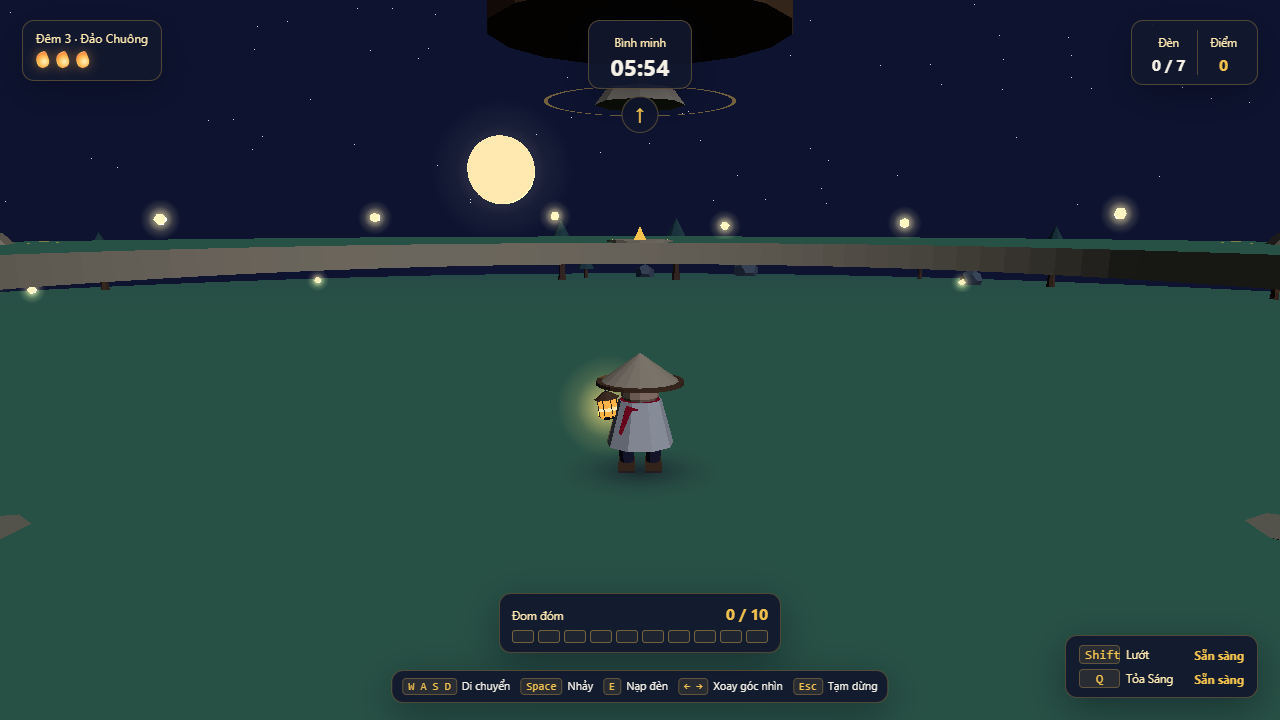 Đêm 3 · Đảo Chuông
Bình minh
05:54
↑
Đèn
0 / 7
Điểm
0
Đom đóm
0 / 10
W A S D Di chuyển Space Nhảy E Nạp đèn ← → Xoay góc nhìn Esc Tạm dừng
Shift Lướt Sẵn sàng
Q Tỏa Sáng Sẵn sàng